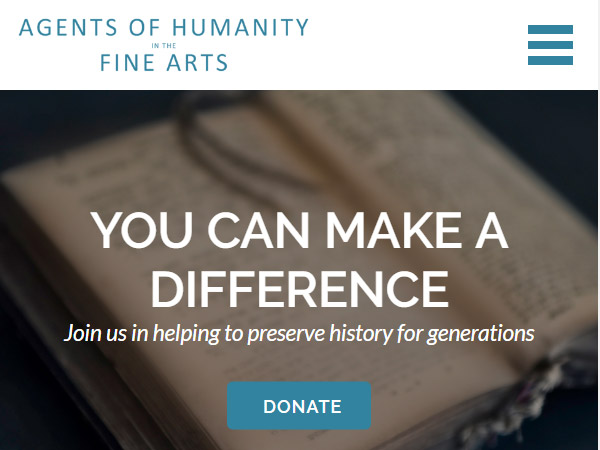 AGENTS OF HUMANITY
IN THE
FINE ARTS
YOU CAN MAKE A
DIFFERENCE
Join us in helping to preserve history for generations
DONATE